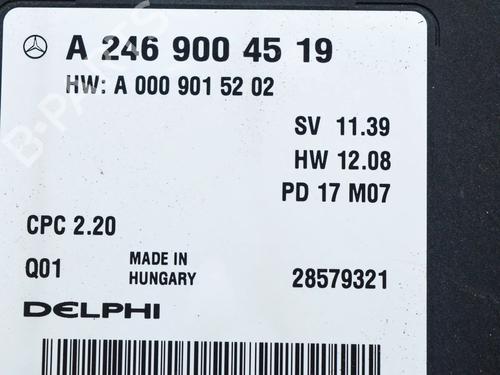 A 246 900 45 19
HW: A 000 901 52 02
SV 11.39
HW 12.08
PD 17 M07
CPC 2.20
Q01
MADE IN
HUNGARY
28579321
DELPHI
B-PARTS